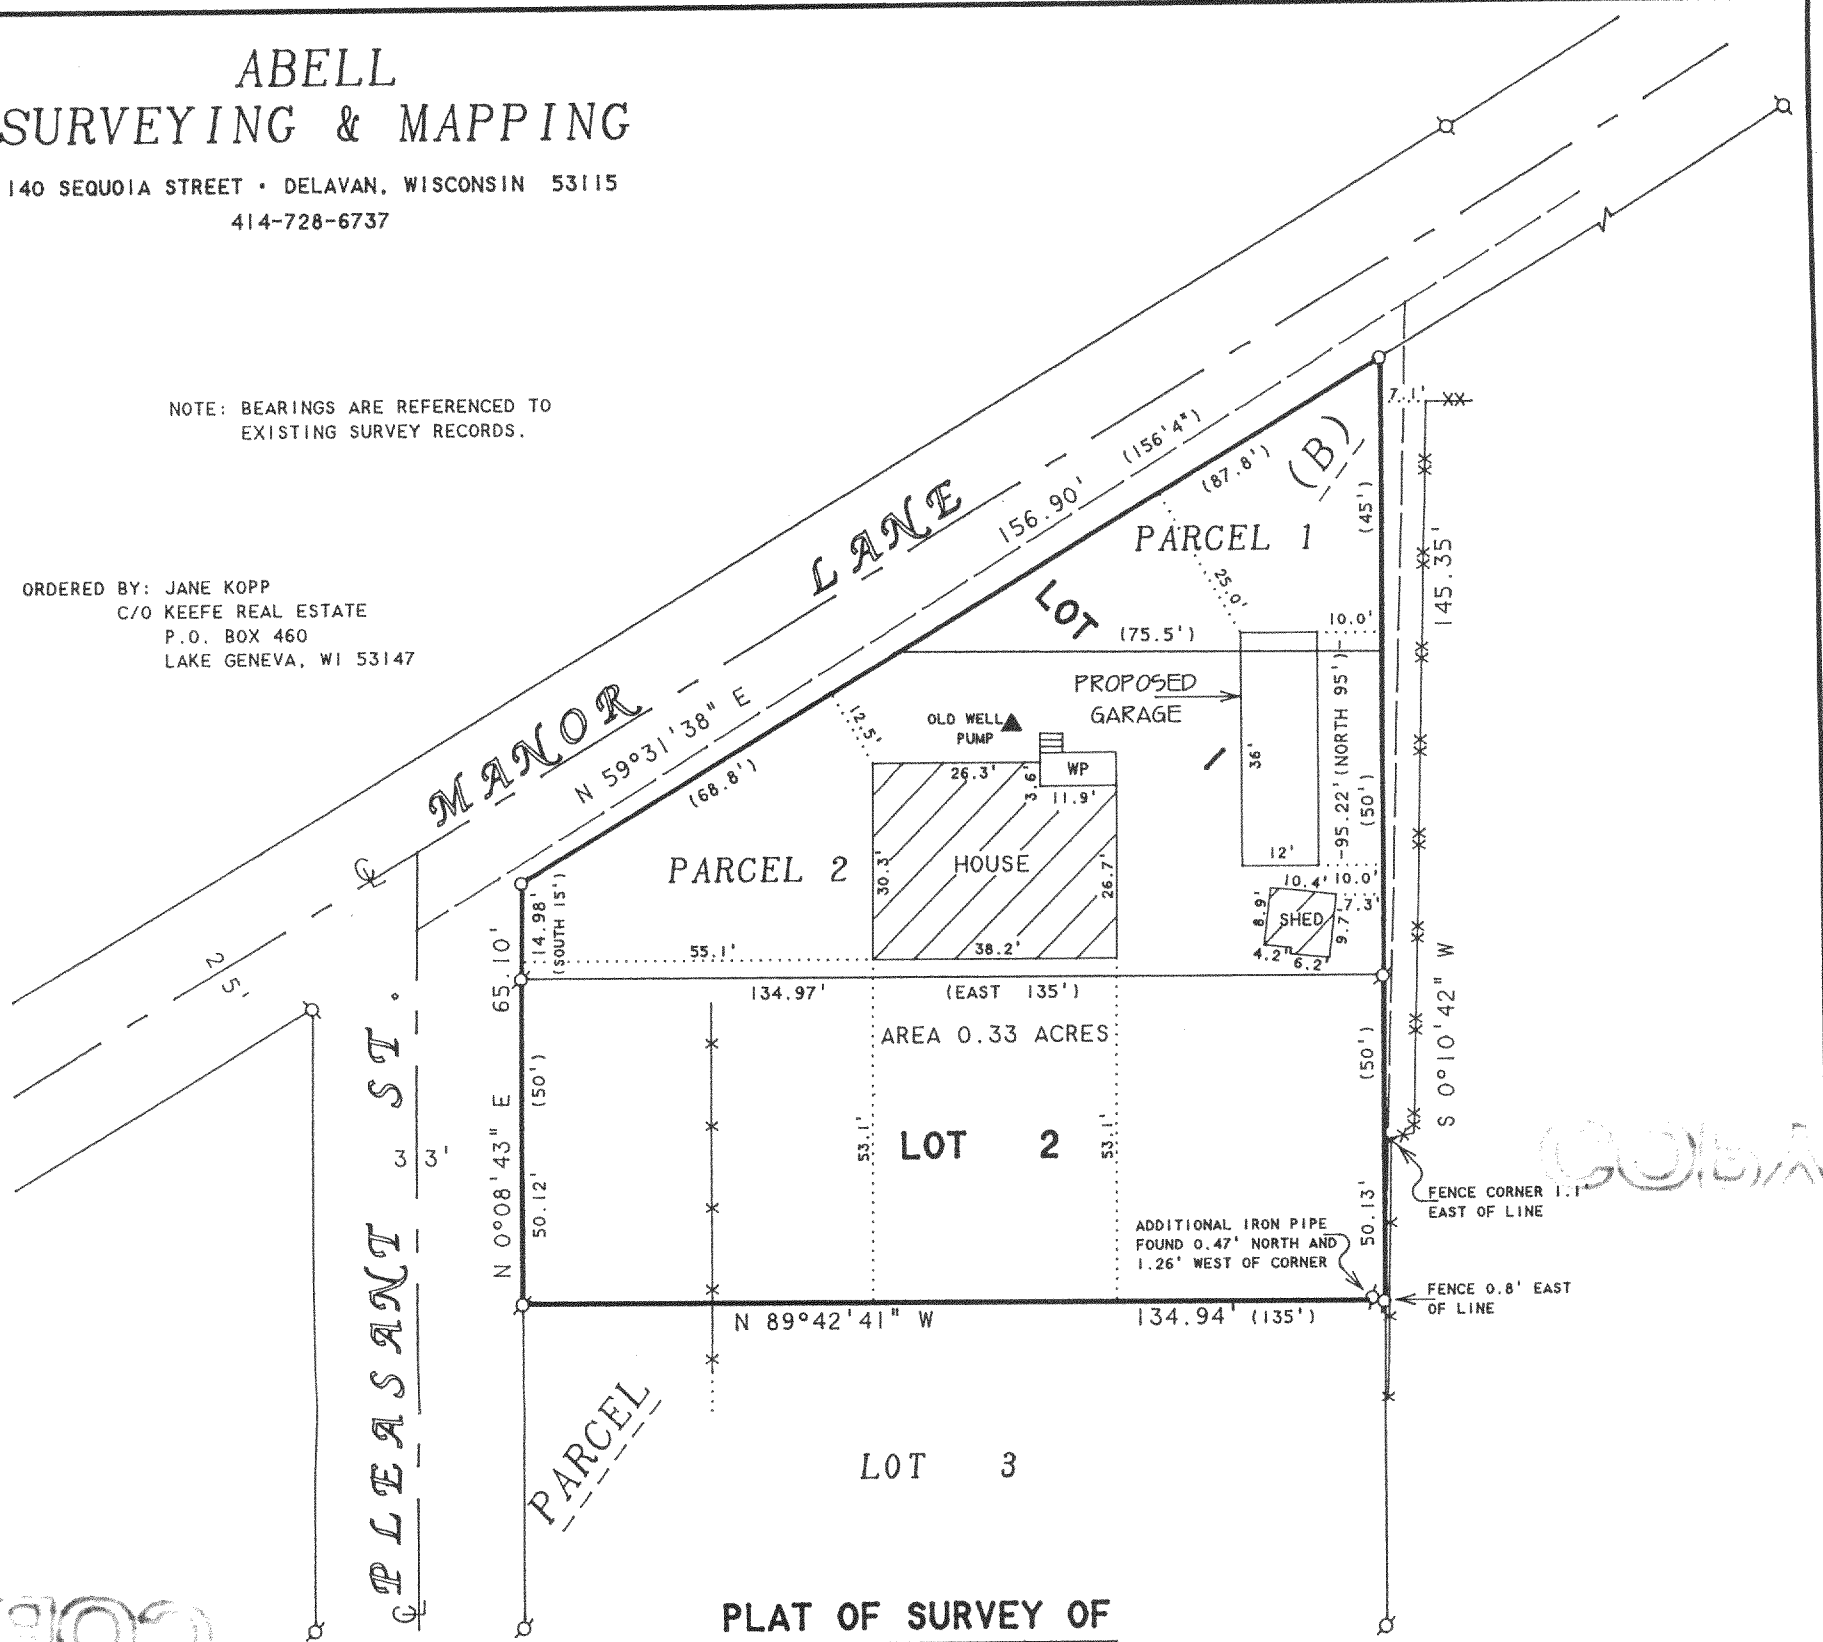 ABELL
SURVEYING & MAPPING
140 SEQUOIA STREET • DELAVAN, WISCONSIN 53115
414-728-6737
NOTE: BEARINGS ARE REFERENCED TO
EXISTING SURVEY RECORDS.
ORDERED BY: JANE KOPP
C/O KEEFE REAL ESTATE
P.O. BOX 460
LAKE GENEVA, WI 53147
MANOR LANE
N 59°31'38" E
156.90'
(156'4")
(87.8')
(68.8')
(B)
7.1'
XX
(45')
145.35'
PARCEL 1
25.0'
LOT
(75.5')
10.0'
PROPOSED
GARAGE
95.22' (NORTH 95')
(50')
36'
12'
10.0'
12.5'
OLD WELL
PUMP
WP
26.3'
3.6'
11.9'
HOUSE
30.3'
26.7'
38.2'
PARCEL 2
10.4'
8.9'
SHED
9.7'
7.3'
4.2'
6.2'
14.98'
(SOUTH 15')
65.10'
55.1'
25'
134.97'
(EAST 135')
AREA 0.33 ACRES
(50')
N 0°08'43" E
50.12'
53.1'
LOT 2
53.1'
(50')
S 0°10'42" W
50.13'
PLEASANT ST.
33'
FENCE CORNER 1.1'
EAST OF LINE
ADDITIONAL IRON PIPE
FOUND 0.47' NORTH AND
1.26' WEST OF CORNER
FENCE 0.8' EAST
OF LINE
N 89°42'41" W
134.94' (135')
PARCEL
LOT 3
PLAT OF SURVEY OF